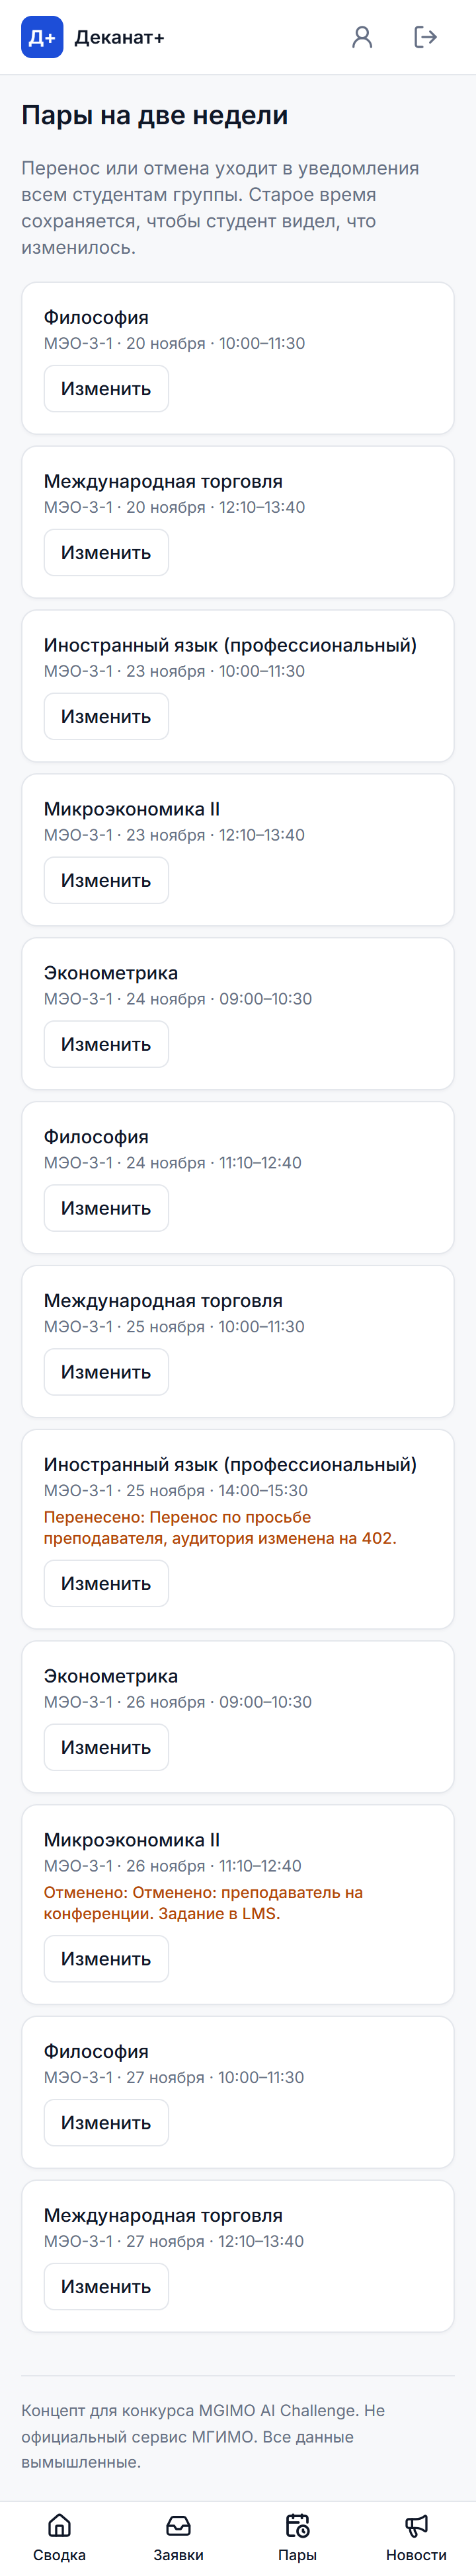 Д+ Деканат+
Пары на две недели
Перенос или отмена уходит в уведомления
всем студентам группы. Старое время
сохраняется, чтобы студент видел, что
изменилось.
Философия
МЭО-3-1 · 20 ноября · 10:00–11:30
Изменить
Международная торговля
МЭО-3-1 · 20 ноября · 12:10–13:40
Изменить
Иностранный язык (профессиональный)
МЭО-3-1 · 23 ноября · 10:00–11:30
Изменить
Микроэкономика II
МЭО-3-1 · 23 ноября · 12:10–13:40
Изменить
Эконометрика
МЭО-3-1 · 24 ноября · 09:00–10:30
Изменить
Философия
МЭО-3-1 · 24 ноября · 11:10–12:40
Изменить
Международная торговля
МЭО-3-1 · 25 ноября · 10:00–11:30
Изменить
Иностранный язык (профессиональный)
МЭО-3-1 · 25 ноября · 14:00–15:30
Перенесено: Перенос по просьбе
преподавателя, аудитория изменена на 402.
Изменить
Эконометрика
МЭО-3-1 · 26 ноября · 09:00–10:30
Изменить
Микроэкономика II
МЭО-3-1 · 26 ноября · 11:10–12:40
Отменено: Отменено: преподаватель на
конференции. Задание в LMS.
Изменить
Философия
МЭО-3-1 · 27 ноября · 10:00–11:30
Изменить
Международная торговля
МЭО-3-1 · 27 ноября · 12:10–13:40
Изменить
Концепт для конкурса MGIMO AI Challenge. Не
официальный сервис МГИМО. Все данные
вымышленные.
Сводка Заявки Пары Новости